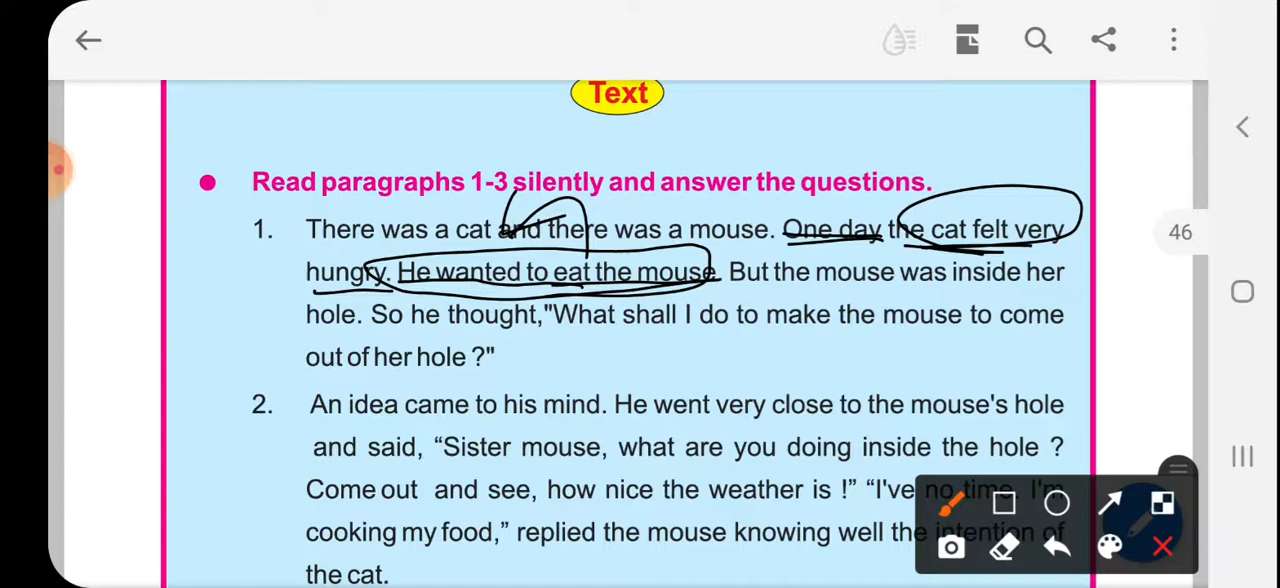 Text
● Read paragraphs 1-3 silently and answer the questions.
1. There was a cat and there was a mouse. One day the cat felt very
hungry. He wanted to eat the mouse. But the mouse was inside her
hole. So he thought,"What shall I do to make the mouse to come
out of her hole ?"
2. An idea came to his mind. He went very close to the mouse's hole
and said, “Sister mouse, what are you doing inside the hole ?
Come out and see, how nice the weather is !” “I've no time. I'm
cooking my food,” replied the mouse knowing well the intention of
the cat.
46